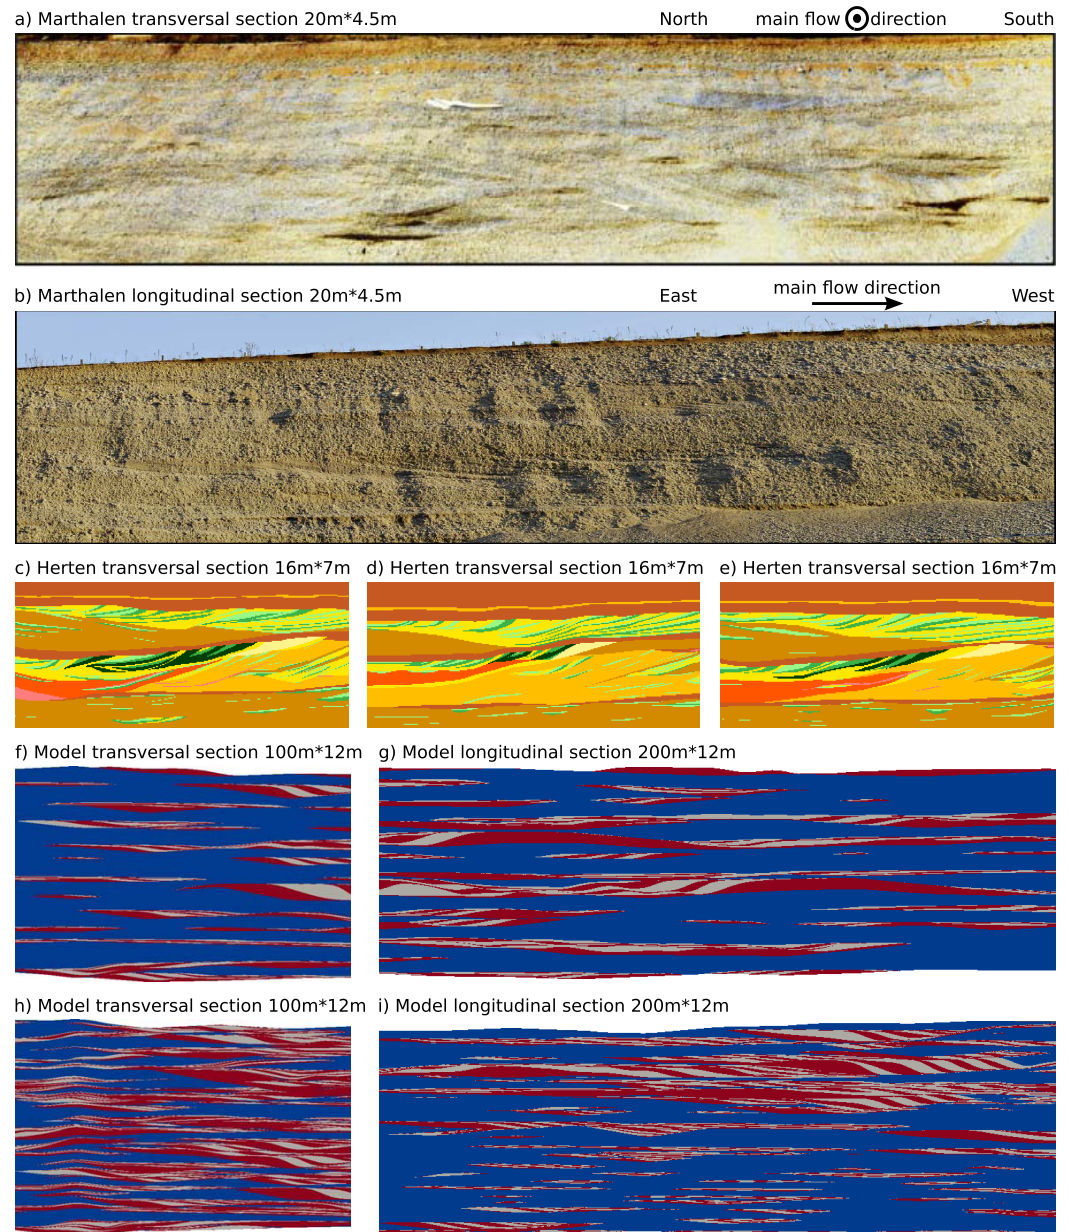 a) Marthalen transversal section 20m*4.5m North main flow direction South
b) Marthalen longitudinal section 20m*4.5m East main flow direction West
c) Herten transversal section 16m*7m d) Herten transversal section 16m*7m e) Herten transversal section 16m*7m
f) Model transversal section 100m*12m g) Model longitudinal section 200m*12m
h) Model transversal section 100m*12m i) Model longitudinal section 200m*12m